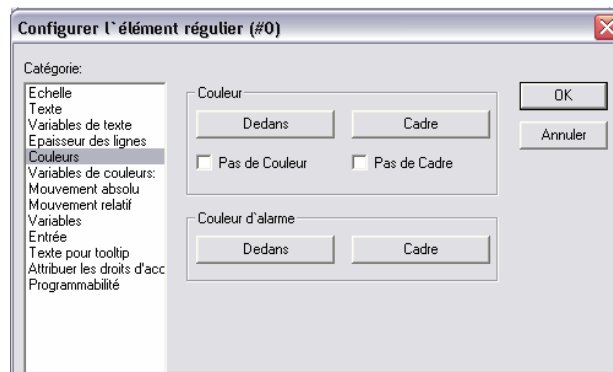 Configurer l`élément régulier (#0)
Catégorie:
Echelle
Texte
Variables de texte
Epaisseur des lignes
Couleurs
Variables de couleurs:
Mouvement absolu
Mouvement relatif
Variables
Entrée
Texte pour tooltip
Attribuer les droits d'acc
Programmabilité
Couleur
Dedans Cadre
Pas de Couleur Pas de Cadre
Couleur d`alarme
Dedans Cadre
OK
Annuler